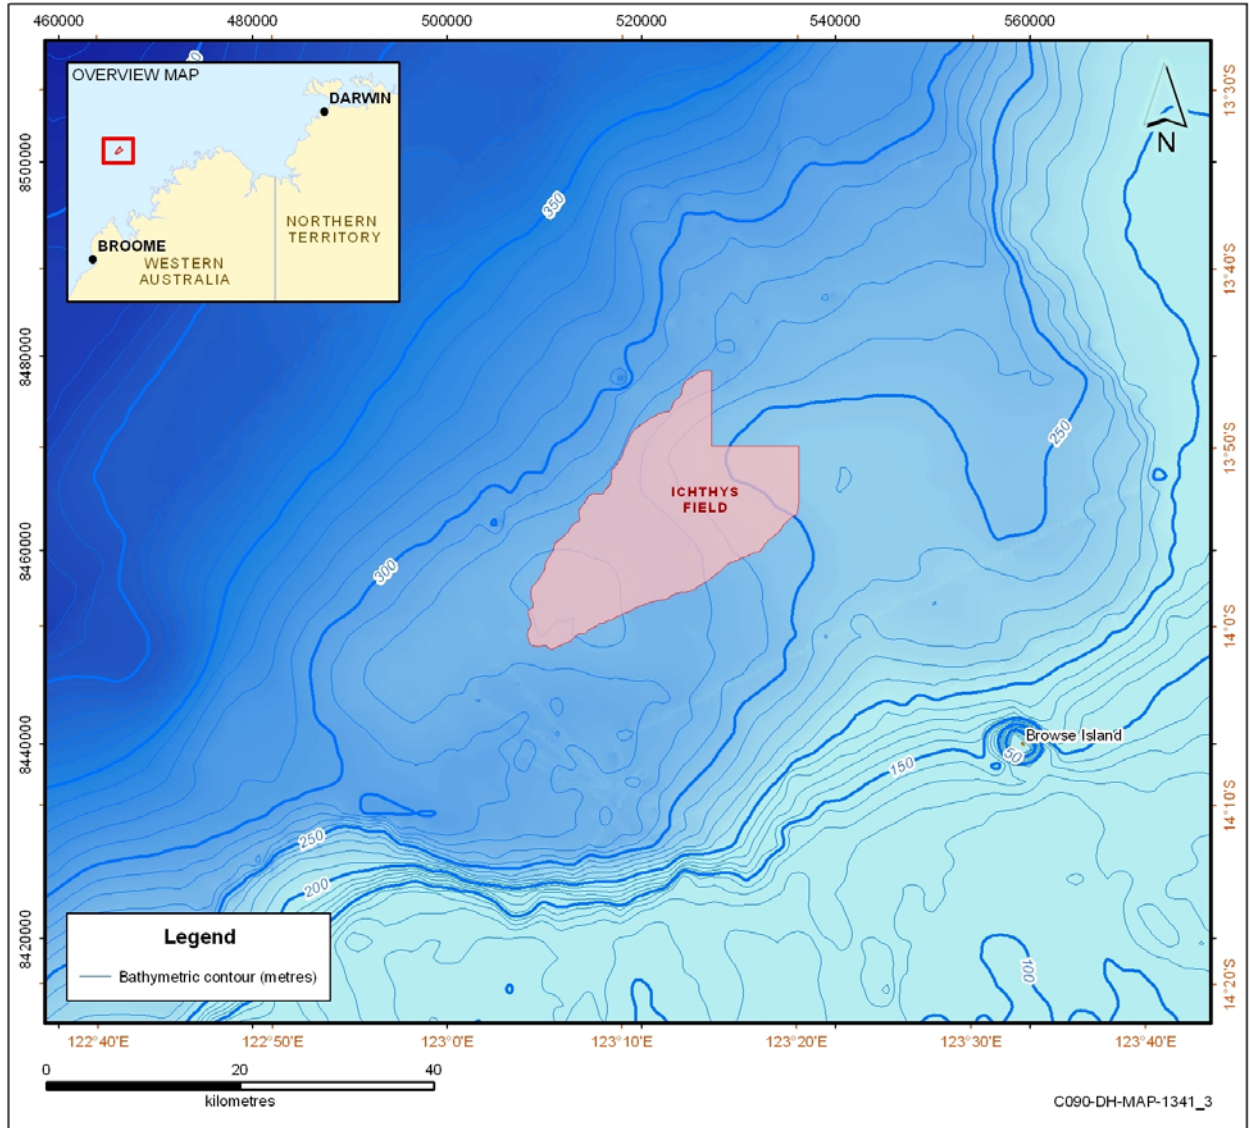 460000 480000 500000 520000 540000 560000
OVERVIEW MAP
DARWIN
BROOME
WESTERN
AUSTRALIA
NORTHERN
TERRITORY
N
13°30'S
13°40'S
13°50'S
14°0'S
14°10'S
14°20'S
8500000
8480000
8460000
8440000
8420000
350
300
250
ICHTHYS
FIELD
Browse Island
50
150
250
200
100
Legend
Bathymetric contour (metres)
122°40'E 122°50'E 123°0'E 123°10'E 123°20'E 123°30'E 123°40'E
0 20 40
kilometres
C090-DH-MAP-1341_3